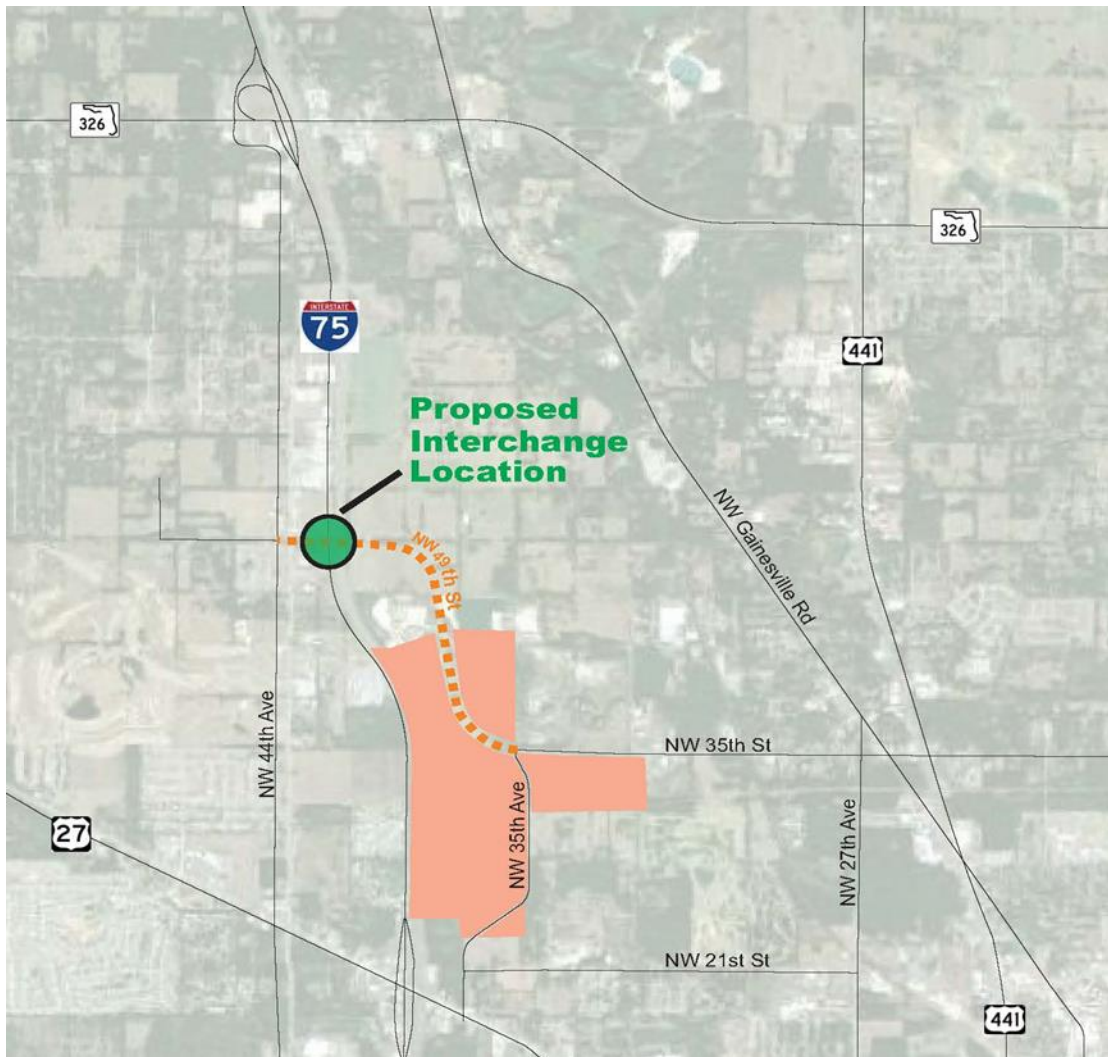 326
326
INTERSTATE
75
441
Proposed
Interchange
Location
NW 49th St
NW Gainesville Rd
NW 44th Ave
NW 35th St
27
NW 35th Ave
NW 27th Ave
NW 21st St
441